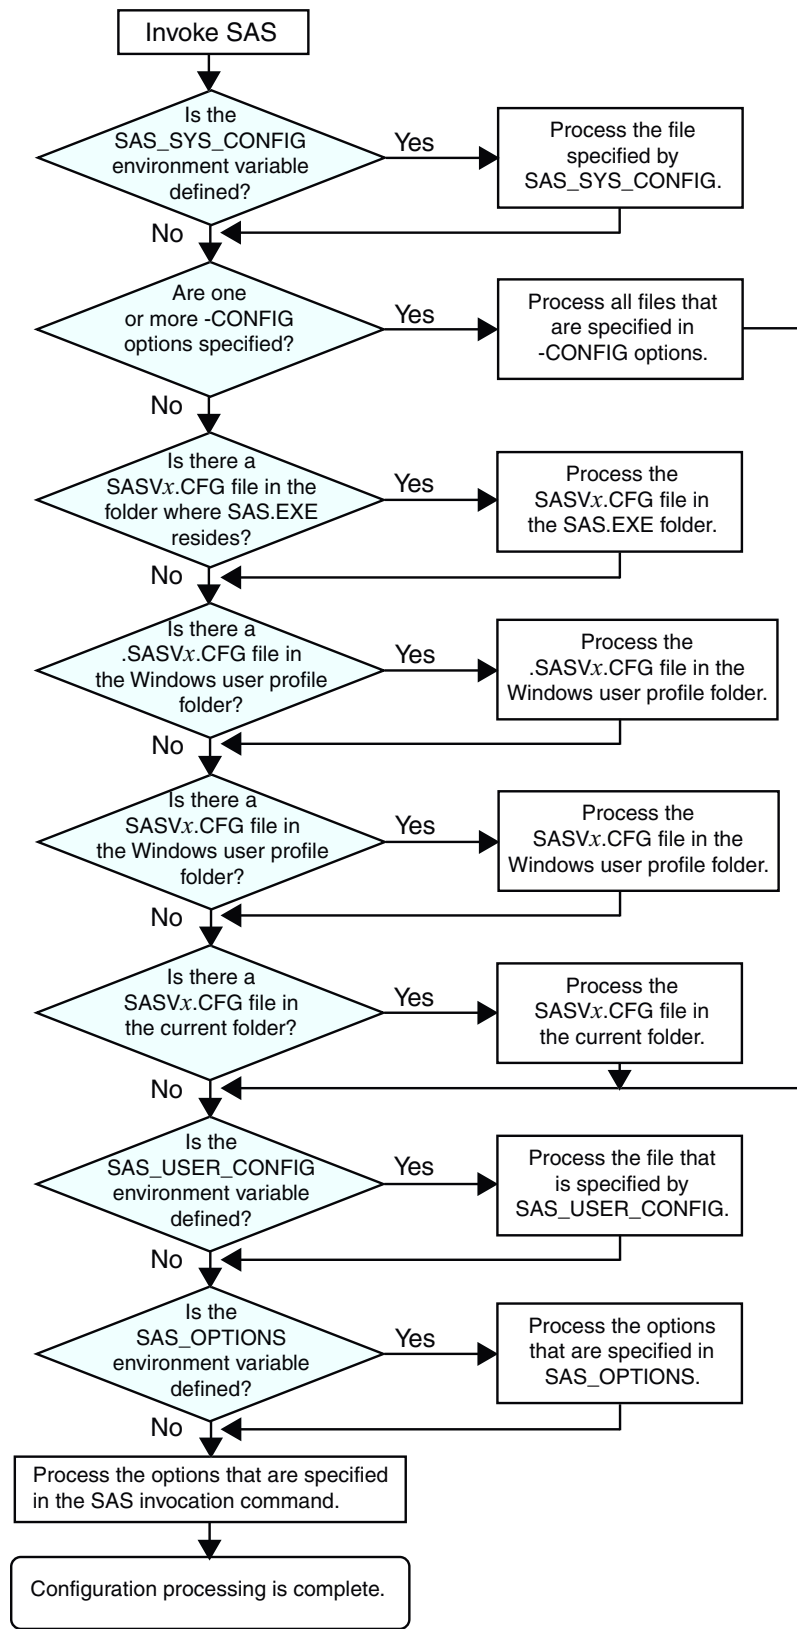 Invoke SAS
Is the
SAS_SYS_CONFIG
environment variable
defined?
Yes
Process the file
specified by
SAS_SYS_CONFIG.
No
Are one
or more -CONFIG
options specified?
Yes
Process all files that
are specified in
-CONFIG options.
No
Is there a
SASVx.CFG file in the
folder where SAS.EXE
resides?
Yes
Process the
SASVx.CFG file in
the SAS.EXE folder.
No
Is there a
.SASVx.CFG file in
the Windows user profile
folder?
Yes
Process the
.SASVx.CFG file in the
Windows user profile folder.
No
Is there a
SASVx.CFG file in
the Windows user profile
folder?
Yes
Process the
SASVx.CFG file in the
Windows user profile folder.
No
Is there a
SASVx.CFG file in
the current folder?
Yes
Process the
SASVx.CFG file in
the current folder.
No
Is the
SAS_USER_CONFIG
environment variable
defined?
Yes
Process the file that
is specified by
SAS_USER_CONFIG.
No
Is the
SAS_OPTIONS
environment variable
defined?
Yes
Process the options
that are specified in
SAS_OPTIONS.
No
Process the options that are specified
in the SAS invocation command.
Configuration processing is complete.